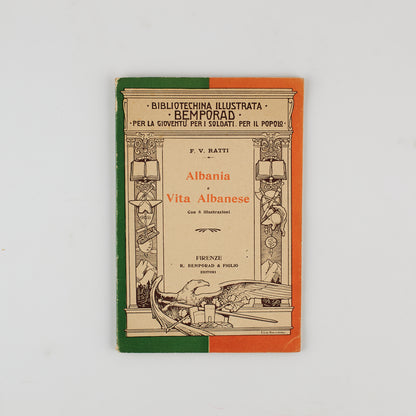 BIBLIOTECHINA ILLUSTRATA
· BEMPORAD ·
· PER LA GIOVENTÙ PER I SOLDATI. PER IL POPOLO ·
F. V. RATTI
Albania
e
Vita Albanese
Con 8 illustrazioni
FIRENZE
R. BEMPORAD & FIGLIO
EDITORI